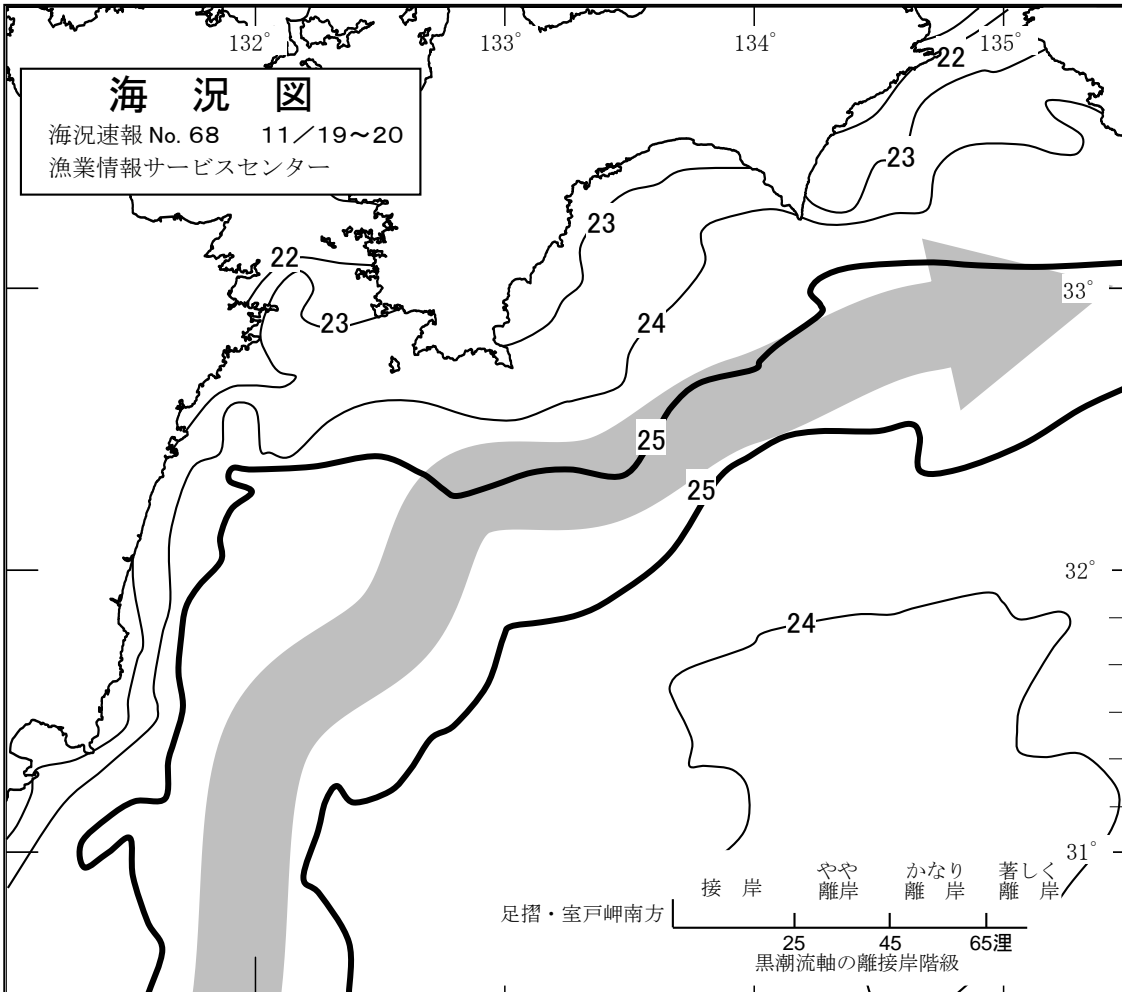 132° 133° 134° 135°
海 況 図
海況速報 No. 68 11／19～20
漁業情報サービスセンター
22
23
23
22
23
24
33°
25
25
32°
24
31°
接 岸
やや
離岸
かなり
離 岸
著しく
離 岸
足摺・室戸岬南方
25 45 65浬
黒潮流軸の離接岸階級